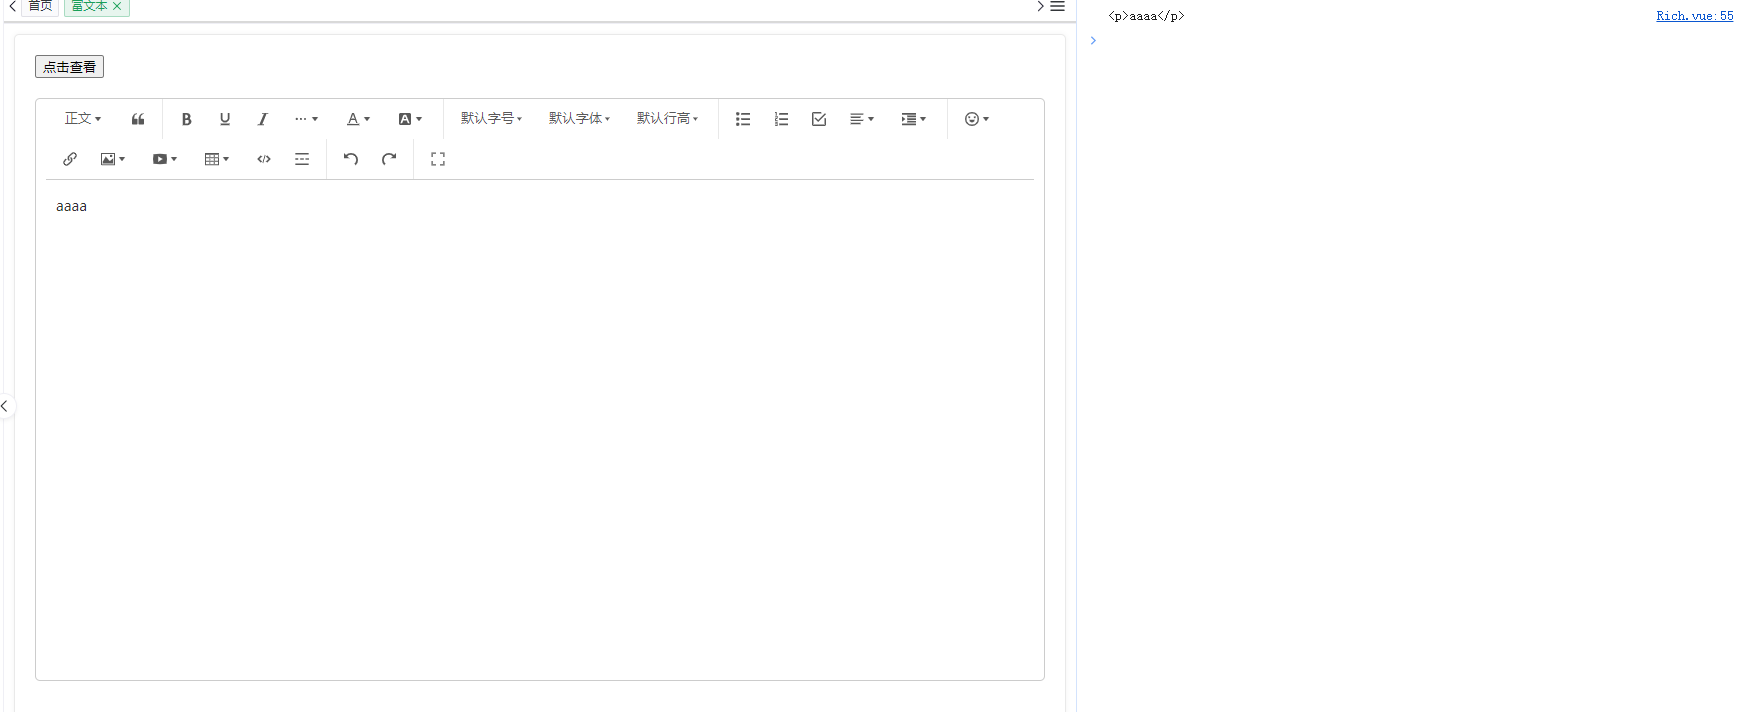 首页 富文本
点击查看
正文 B U I A A 默认字号 默认字体 默认行高
aaaa
<p>aaaa</p> Rich.vue:55